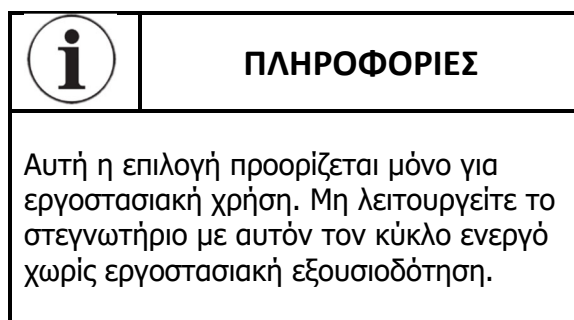 ΠΛΗΡΟΦΟΡΙΕΣ
Αυτή η επιλογή προορίζεται μόνο για
εργοστασιακή χρήση. Μη λειτουργείτε το
στεγνωτήριο με αυτόν τον κύκλο ενεργό
χωρίς εργοστασιακή εξουσιοδότηση.